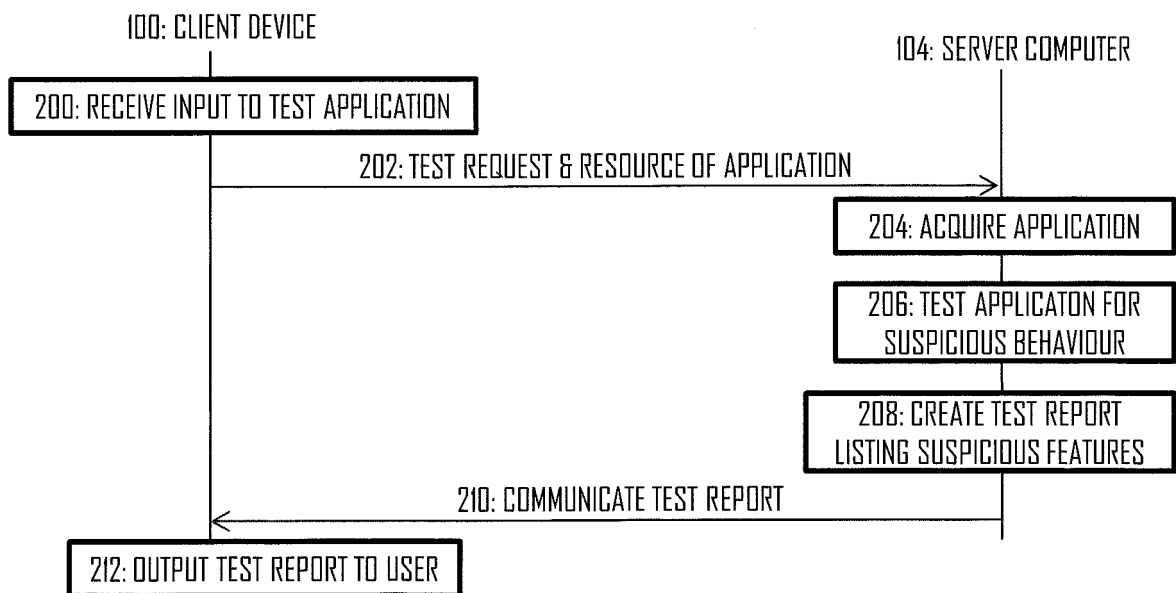 100: CLIENT DEVICE
104: SERVER COMPUTER
200: RECEIVE INPUT TO TEST APPLICATION
202: TEST REQUEST & RESOURCE OF APPLICATION
204: ACQUIRE APPLICATION
206: TEST APPLICATON FOR
SUSPICIOUS BEHAVIOUR
208: CREATE TEST REPORT
LISTING SUSPICIOUS FEATURES
210: COMMUNICATE TEST REPORT
212: OUTPUT TEST REPORT TO USER